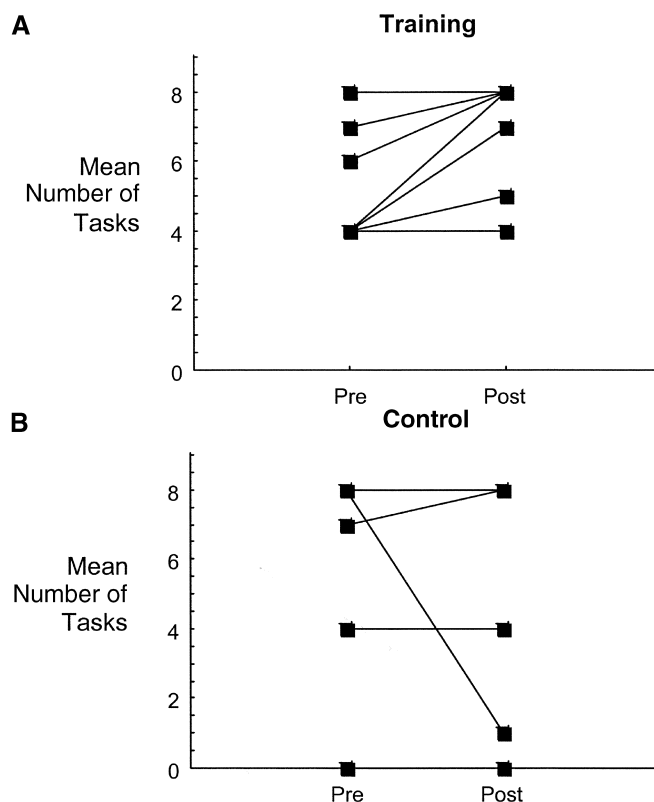 A
Training
8
6
4
2
0
Mean
Number of
Tasks
Pre
Post
B
Control
8
6
4
2
0
Mean
Number of
Tasks
Pre
Post